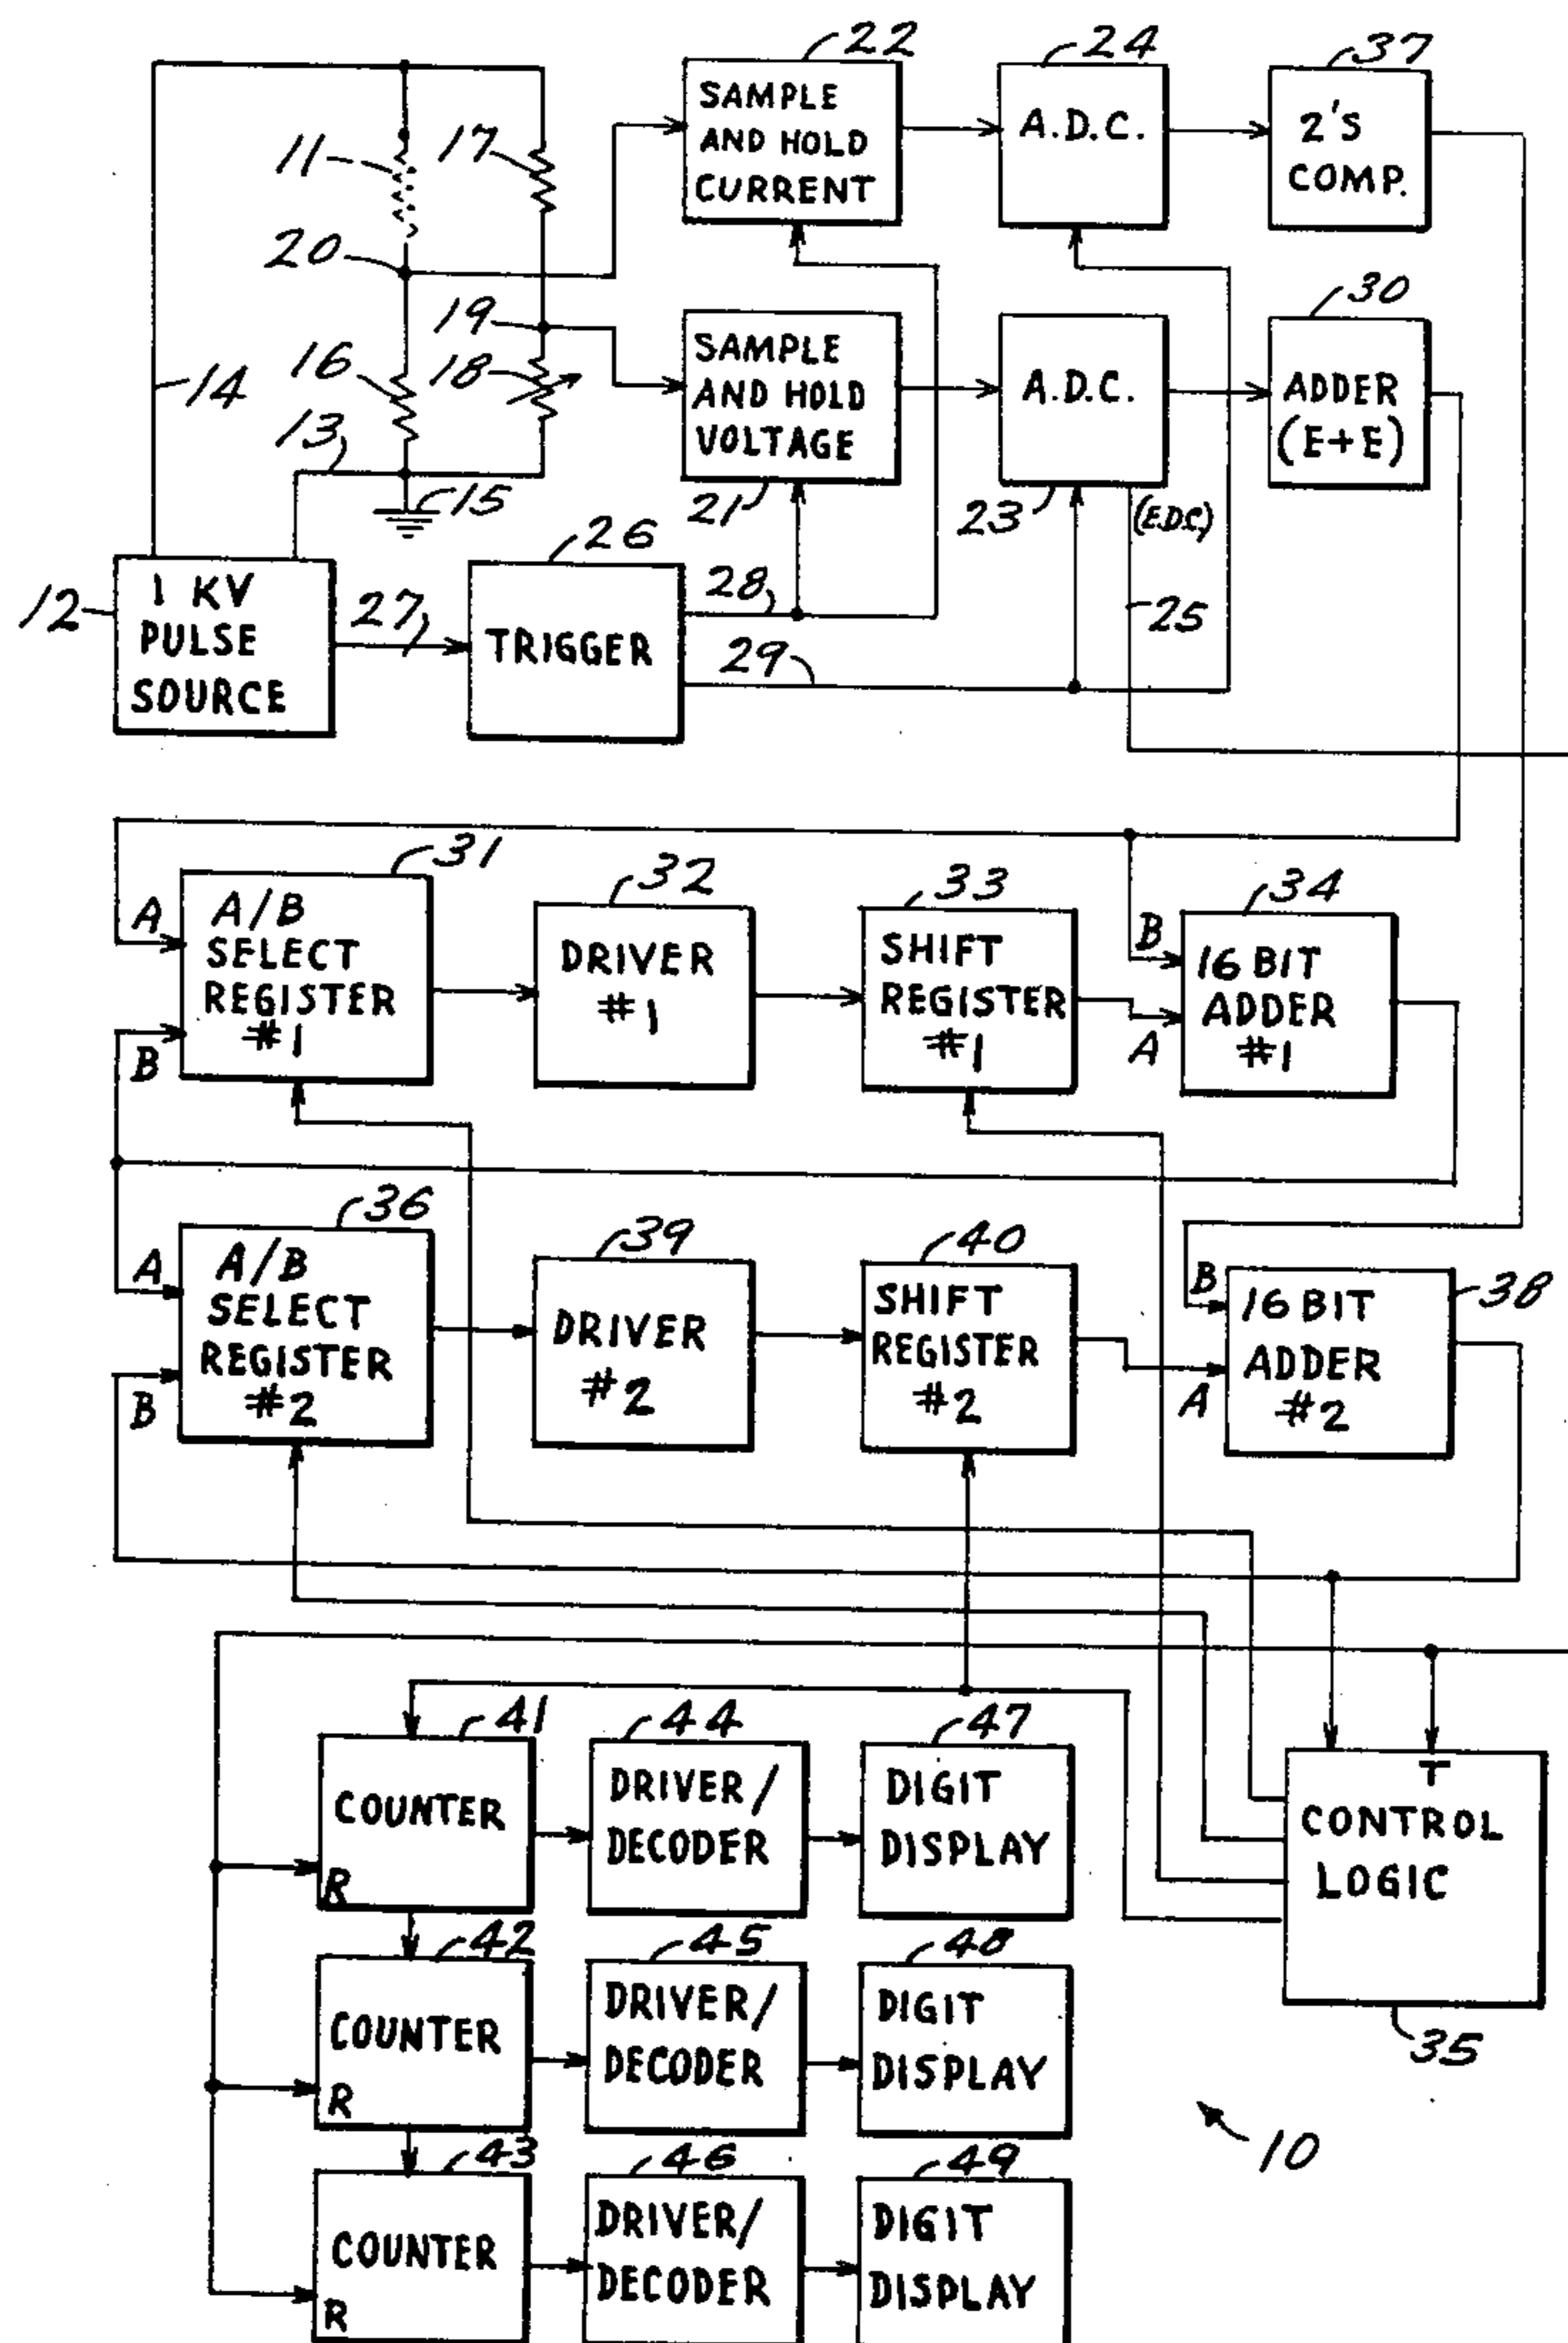 22
24
37
SAMPLE
AND HOLD
CURRENT
A.D.C.
2'S
COMP.
11
17
20
19
30
SAMPLE
AND HOLD
VOLTAGE
A.D.C.
ADDER
(E+E)
14
16
18
13
15
21
23
(E.D.C.)
26
12
1 KV
PULSE
SOURCE
27
TRIGGER
28
29
25
31
32
33
34
A
B
A/B
SELECT
REGISTER
#1
DRIVER
#1
SHIFT
REGISTER
#1
16 BIT
ADDER
#1
B
A
36
39
40
38
A
B
A/B
SELECT
REGISTER
#2
DRIVER
#2
SHIFT
REGISTER
#2
B
A
16 BIT
ADDER
#2
41
44
47
COUNTER
R
DRIVER/
DECODER
DIGIT
DISPLAY
T
CONTROL
LOGIC
35
42
45
48
COUNTER
R
DRIVER/
DECODER
DIGIT
DISPLAY
10
43
46
49
COUNTER
R
DRIVER/
DECODER
DIGIT
DISPLAY